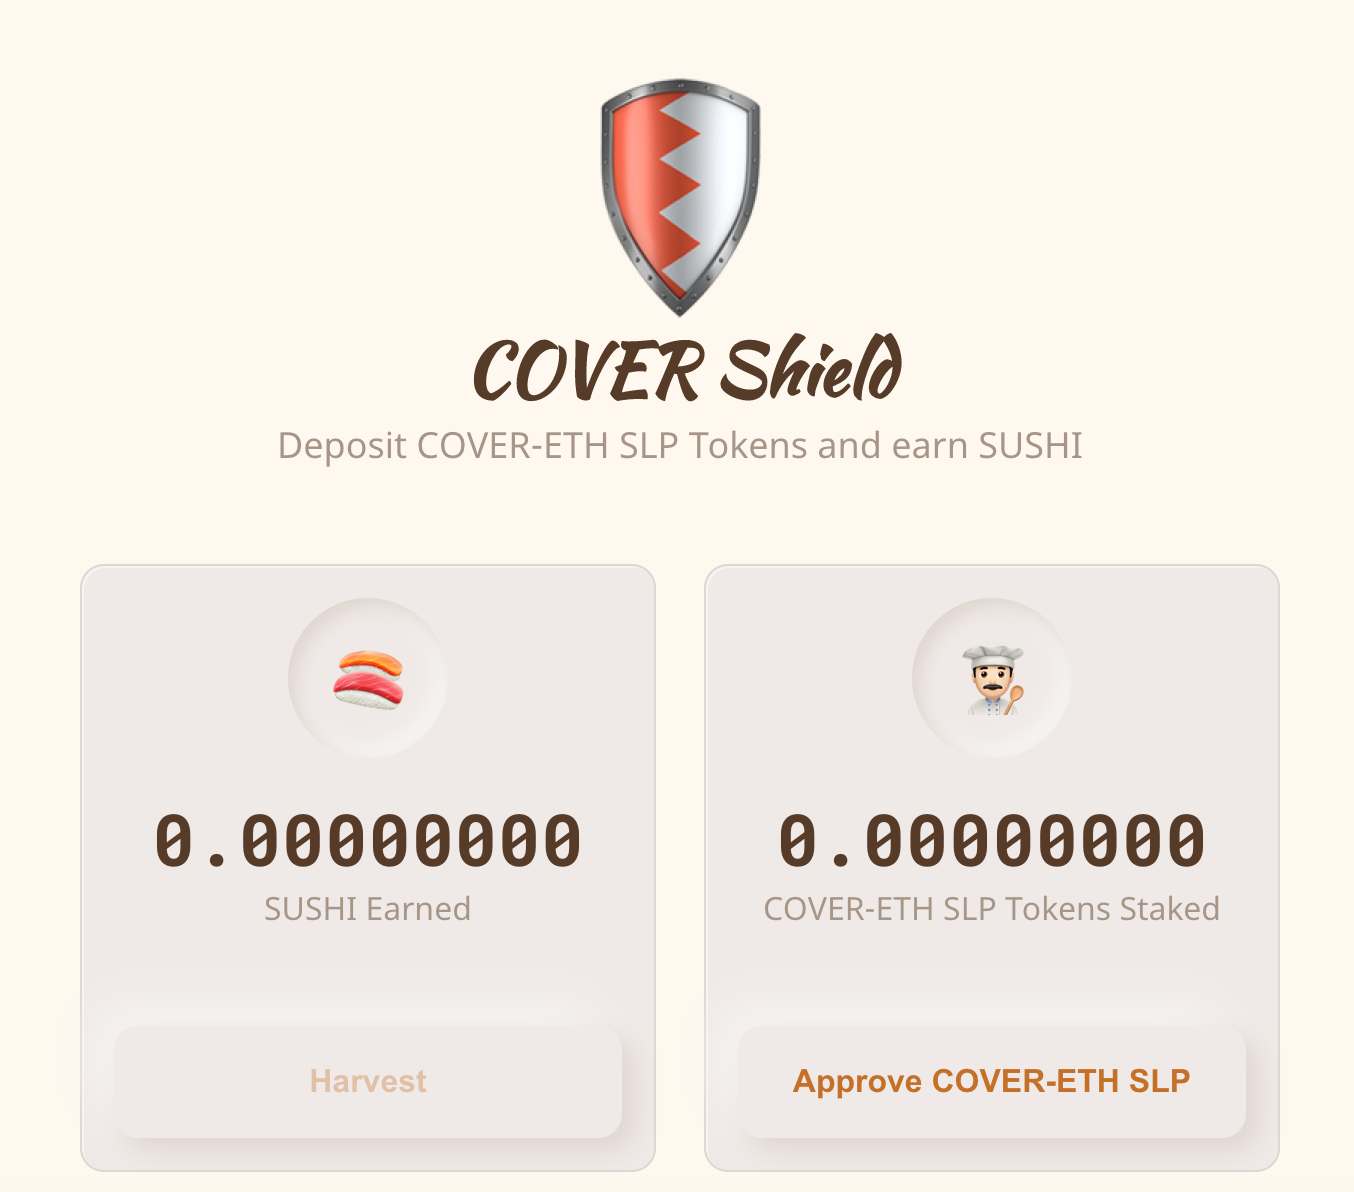 COVER Shield
Deposit COVER-ETH SLP Tokens and earn SUSHI
0.00000000
SUSHI Earned
Harvest
0.00000000
COVER-ETH SLP Tokens Staked
Approve COVER-ETH SLP